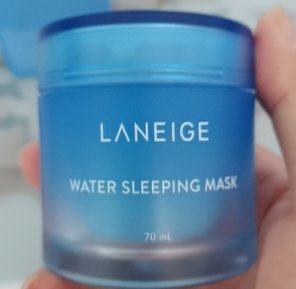 LANEIGE
WATER SLEEPING MASK
70 mL